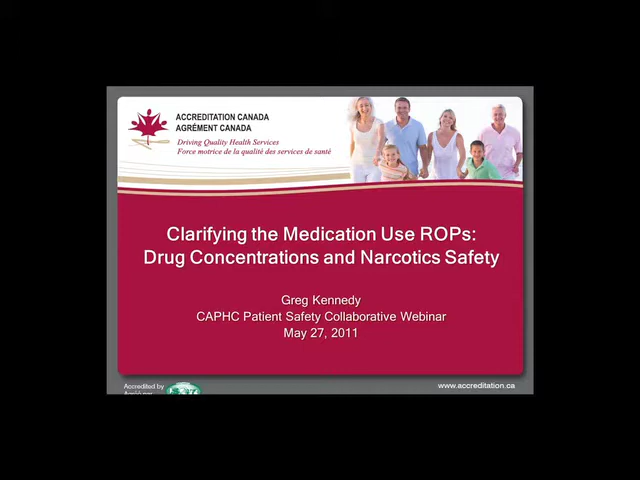 ACCREDITATION CANADA
AGRÉMENT CANADA
Driving Quality Health Services
Force motrice de la qualité des services de santé
Clarifying the Medication Use ROPs:
Drug Concentrations and Narcotics Safety
Greg Kennedy
CAPHC Patient Safety Collaborative Webinar
May 27, 2011
Accredited by
Agréé par
www.accreditation.ca